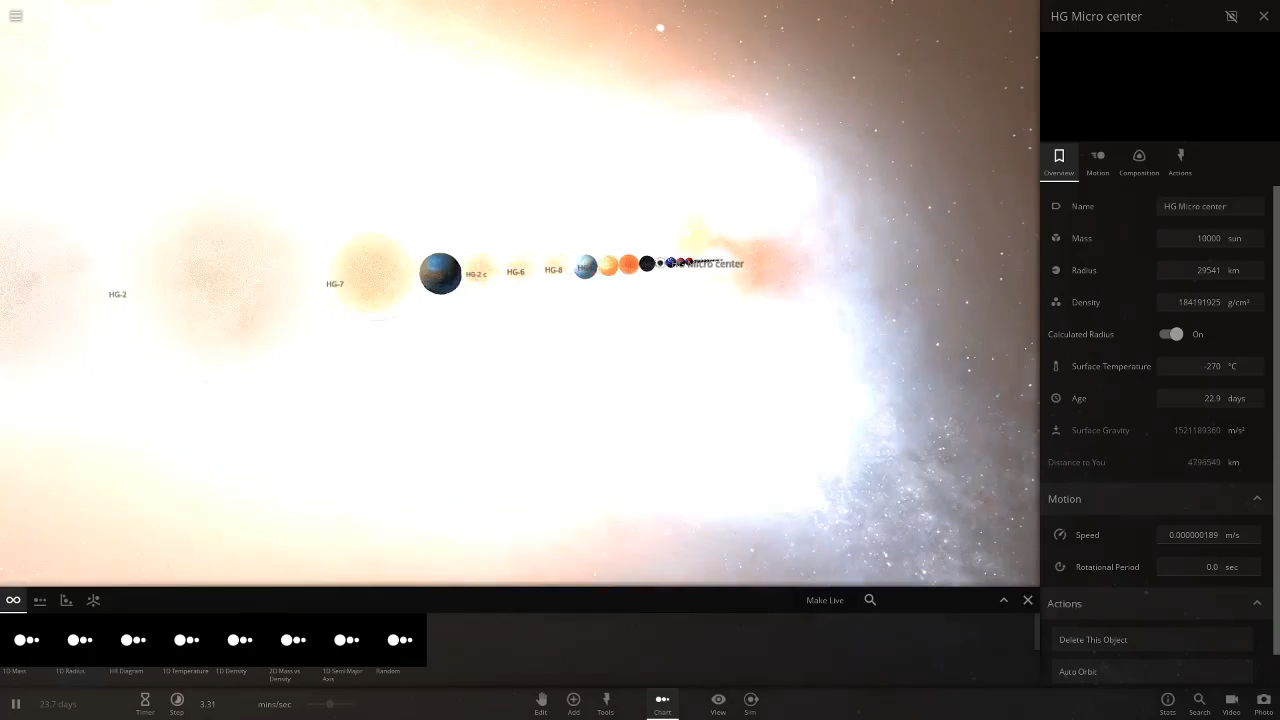 HG Micro center
Overview
Motion
Composition
Actions
Name HG Micro center
Mass 10000 sun
Radius 29541 km
Density 184191925 g/cm³
Calculated Radius On
Surface Temperature -270 °C
Age 22.9 days
Surface Gravity 1521189360 m/s²
Distance to You 4796549 km
Motion
Speed 0.000000189 m/s
Rotational Period 0.0 sec
Actions
Delete This Object
Auto Orbit
HG-2
HG-7
HG-2 c
HG-6
HG-8
HG Micro center
Make Live
1D Mass
1D Radius
HR Diagram
1D Temperature
1D Density
2D Mass vs
Density
1D Semi Major
Axis
Random
23.7 days
Timer
Step
3.31 mins/sec
Edit
Add
Tools
Chart
View
Sim
Stats
Search
Video
Photo